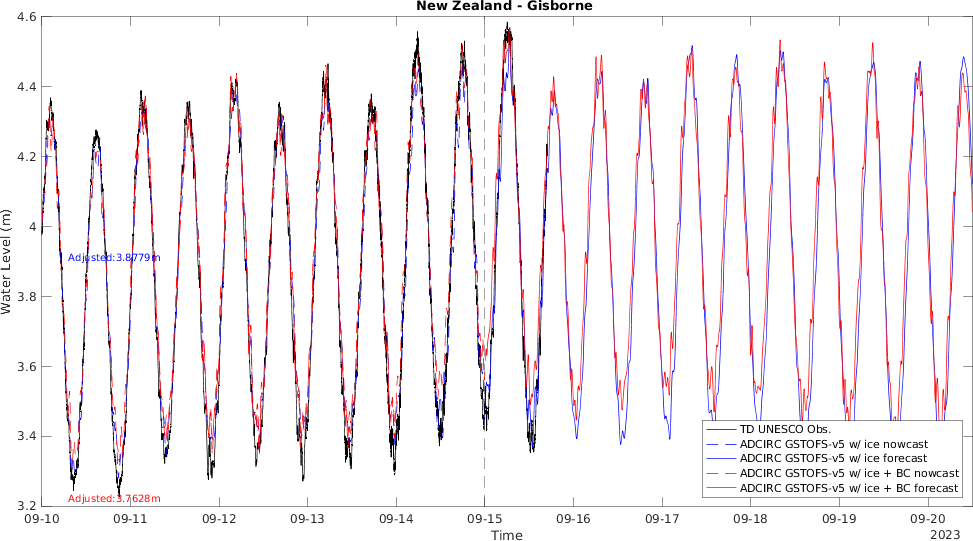 New Zealand - Gisborne
4.6
4.4
4.2
4
3.8
3.6
3.4
3.2
Water Level (m)
Adjusted:3.8779m
Adjusted:3.7628m
TD UNESCO Obs.
ADCIRC GSTOFS-v5 w/ ice nowcast
ADCIRC GSTOFS-v5 w/ ice forecast
ADCIRC GSTOFS-v5 w/ ice + BC nowcast
ADCIRC GSTOFS-v5 w/ ice + BC forecast
09-10 09-11 09-12 09-13 09-14 09-15 09-16 09-17 09-18 09-19 09-20
Time
2023